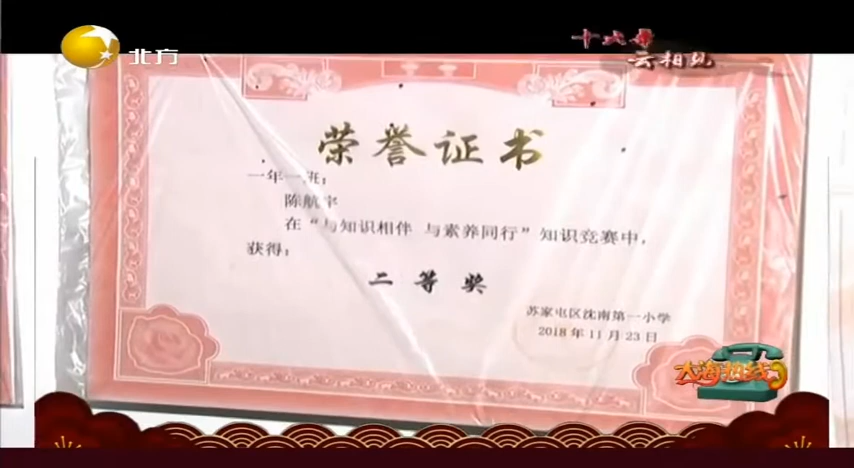 北方
十六年
云相见
荣誉证书
一年一班：
陈航宇
在“与知识相伴 与素养同行”知识竞赛中，
获得：
二等奖
苏家屯区沈南第一小学
2018年11月23日
大海热线